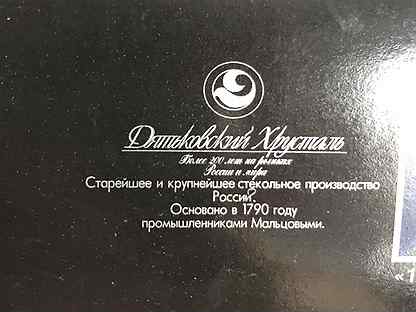 Дятьковский Хрусталь
Более 200 лет на рынках
России и мира
Старейшее и крупнейшее стекольное производство
России.
Основано в 1790 году
промышленниками Мальцовыми.
« 1